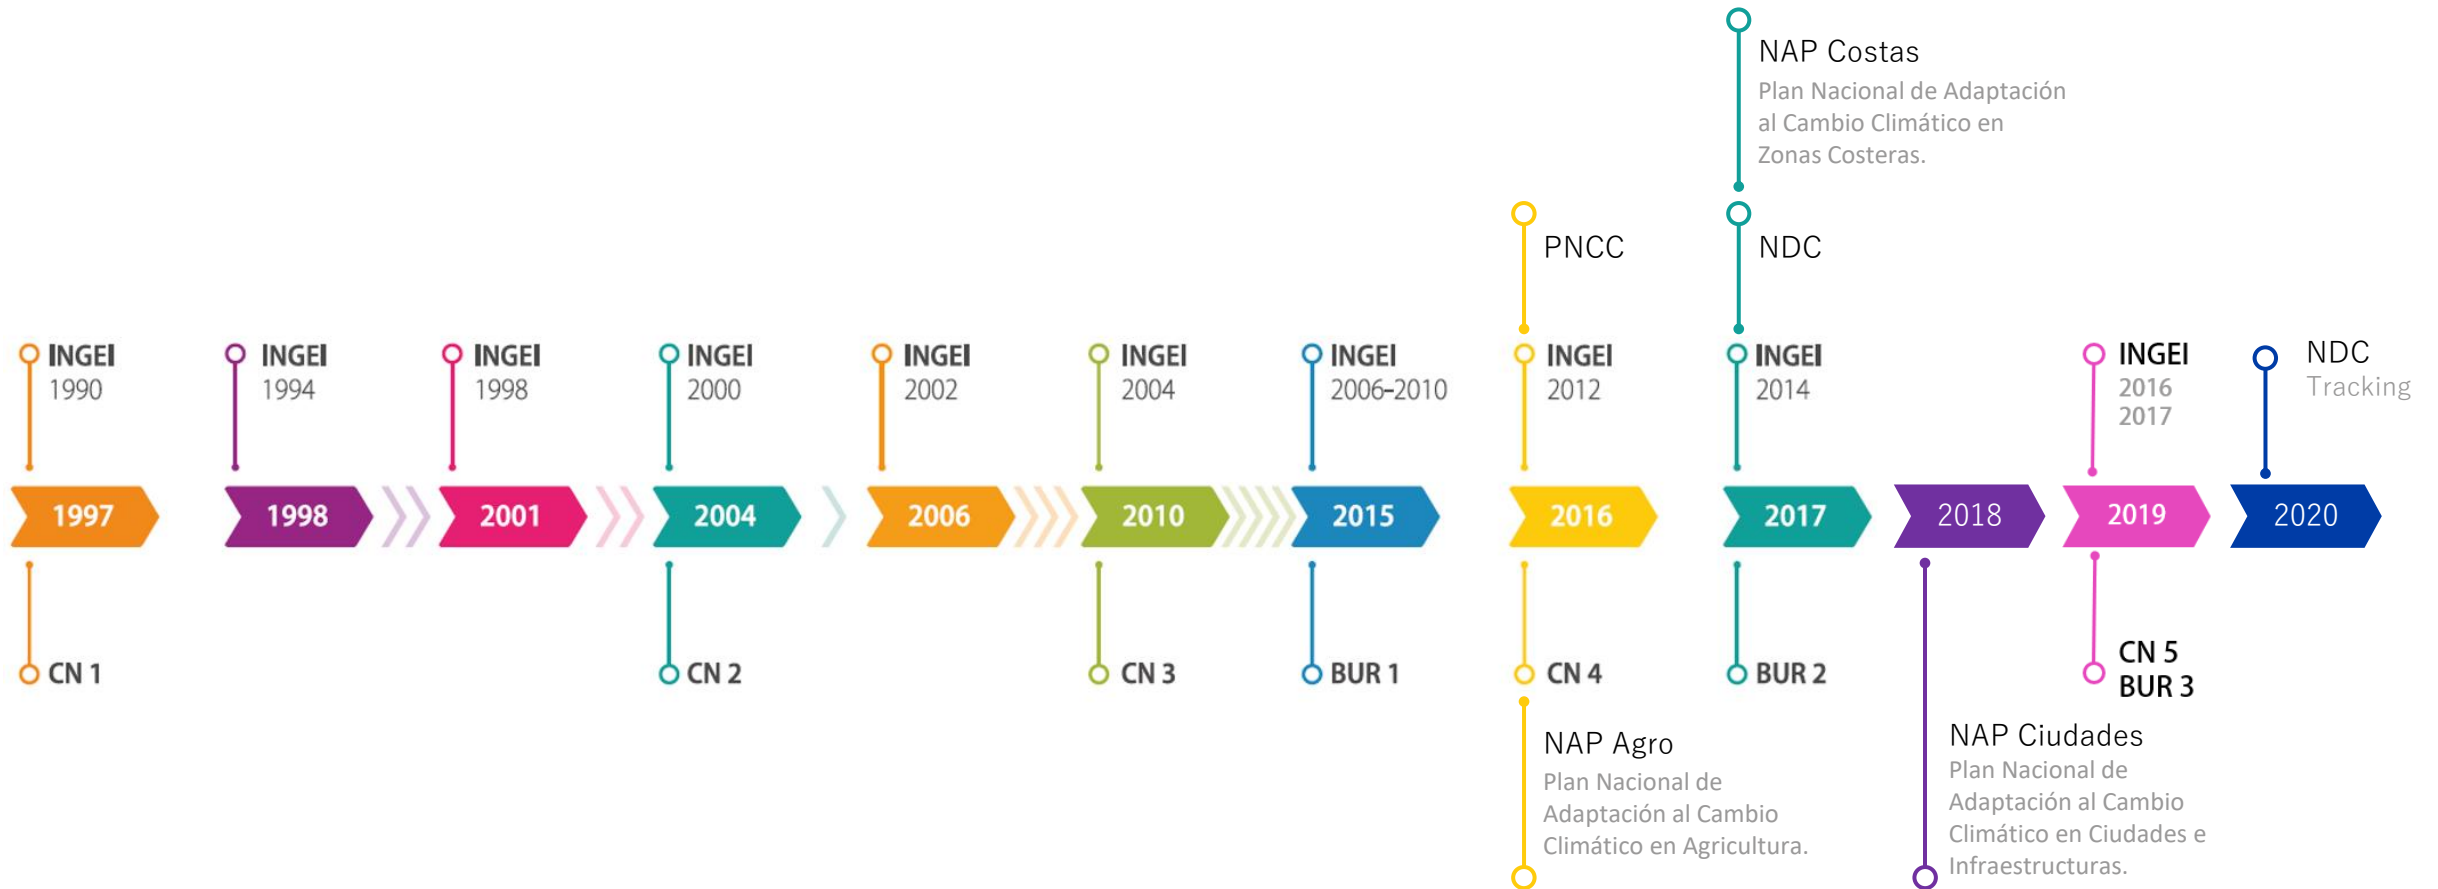 NAP Costas
Plan Nacional de Adaptación
al Cambio Climático en
Zonas Costeras.
PNCC
NDC
INGEI
1990
INGEI
1994
INGEI
1998
INGEI
2000
INGEI
2002
INGEI
2004
INGEI
2006-2010
INGEI
2012
INGEI
2014
INGEI
2016
2017
NDC
Tracking
1997
1998
2001
2004
2006
2010
2015
2016
2017
2018
2019
2020
CN 1
CN 2
CN 3
BUR 1
CN 4
BUR 2
CN 5
BUR 3
NAP Agro
Plan Nacional de
Adaptación al Cambio
Climático en Agricultura.
NAP Ciudades
Plan Nacional de
Adaptación al Cambio
Climático en Ciudades e
Infraestructuras.